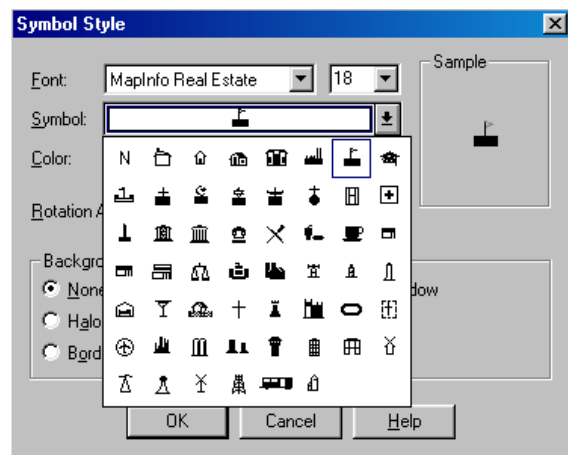 Symbol Style
Font: MapInfo Real Estate 18 Sample
Symbol:
Color: N
Rotation A
Backgro
None dow
Halo
Bord
OK Cancel Help